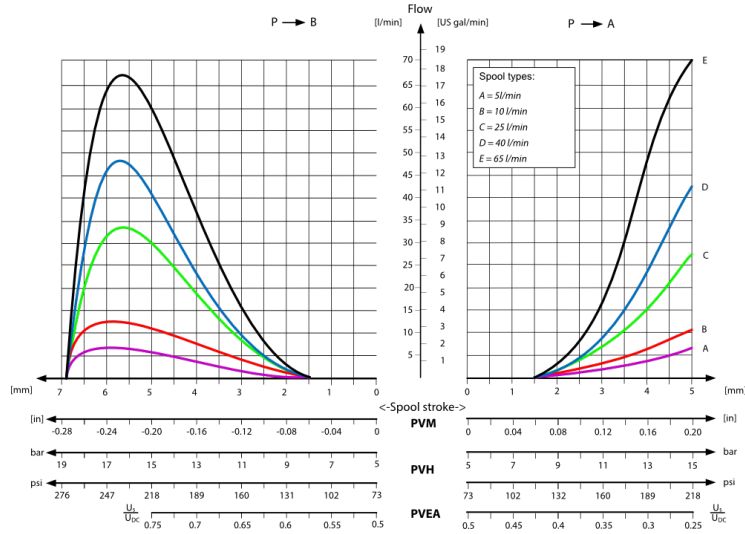 Flow
P → B
[l/min]
[US gal/min]
P → A
70
65
60
55
50
45
40
35
30
25
20
15
10
5
19
18
17
16
15
14
13
12
11
10
9
8
7
6
5
4
3
2
1
Spool types:
A = 5l/min
B = 10 l/min
C = 25 l/min
D = 40 l/min
E = 65 l/min
E
D
C
B
A
[mm]
7 6 5 4 3 2 1 0
0 1 2 3 4 5 [mm]
<-Spool stroke->
[in]
-0.28 -0.24 -0.20 -0.16 -0.12 -0.08 -0.04 0
PVM
0 0.04 0.08 0.12 0.16 0.20
[in]
bar
19 17 15 13 11 9 7 5
PVH
5 7 9 11 13 15
bar
psi
276 247 218 189 160 131 102 73
73 102 132 160 189 218
psi
Us
UDC
0.75 0.7 0.65 0.6 0.55 0.5
PVEA
0.5 0.45 0.4 0.35 0.3 0.25
Us
UDC